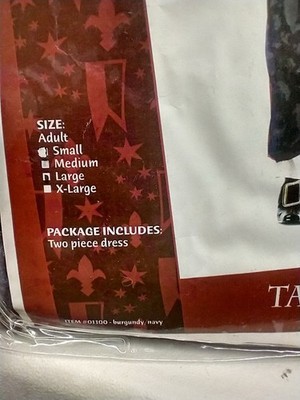 SIZE:
Adult
Small
Medium
Large
X-Large
PACKAGE INCLUDES:
Two piece dress
TA
ITEM #01100 - burgundy/navy